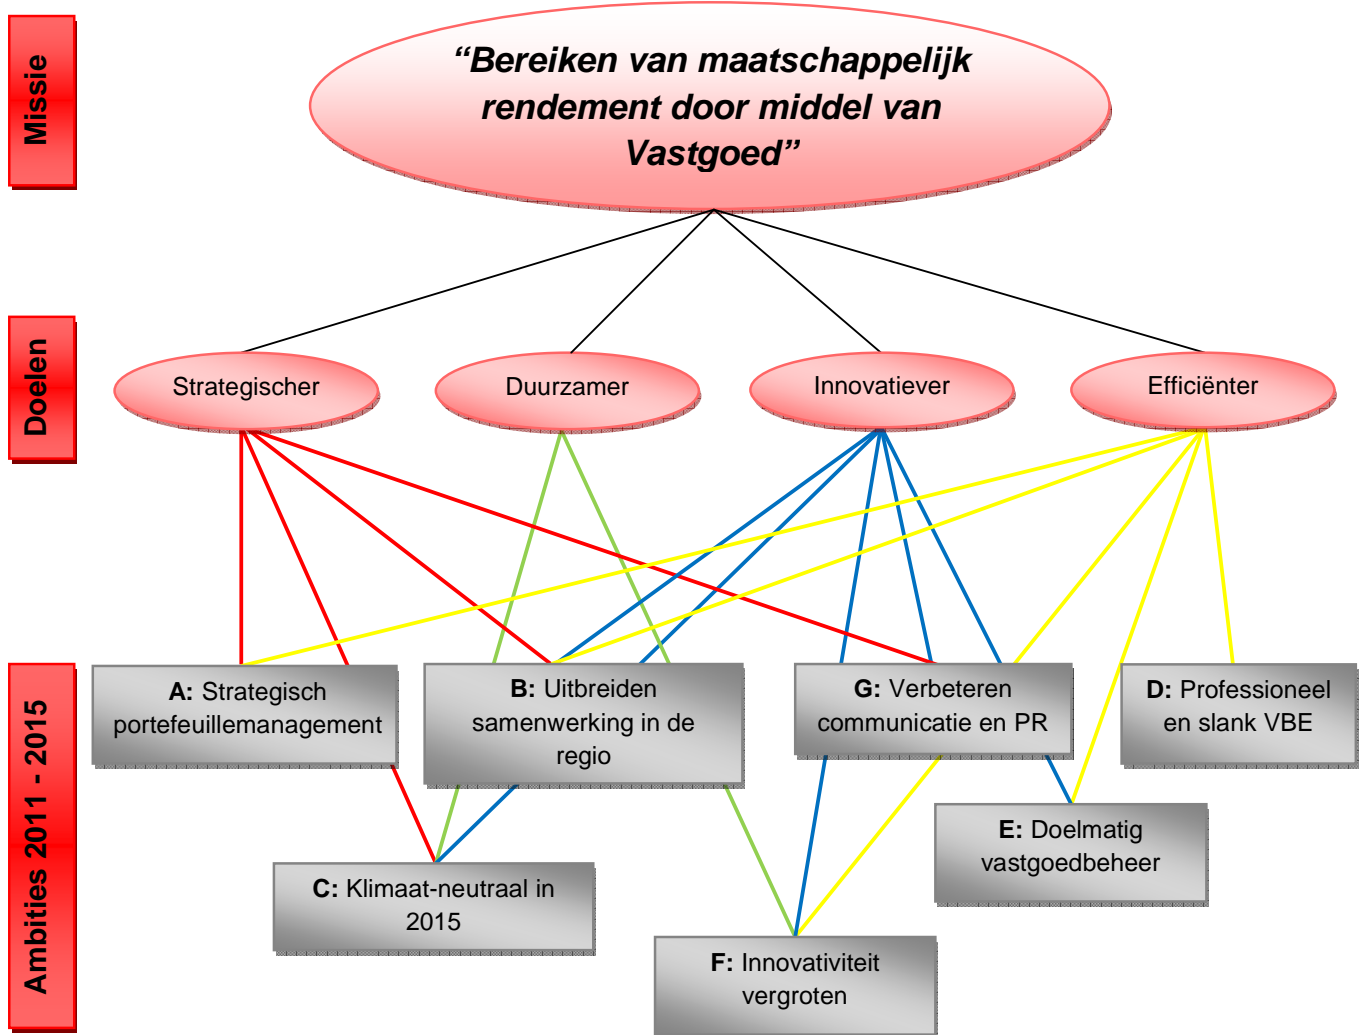 Missie
“Bereiken van maatschappelijk
rendement door middel van
Vastgoed”
Doelen
Strategischer
Duurzamer
Innovatiever
Efficiënter
Ambities 2011 - 2015
A: Strategisch
portefeuillemanagement
B: Uitbreiden
samenwerking in de
regio
G: Verbeteren
communicatie en PR
D: Professioneel
en slank VBE
E: Doelmatig
vastgoedbeheer
C: Klimaat-neutraal in
2015
F: Innovativiteit
vergroten